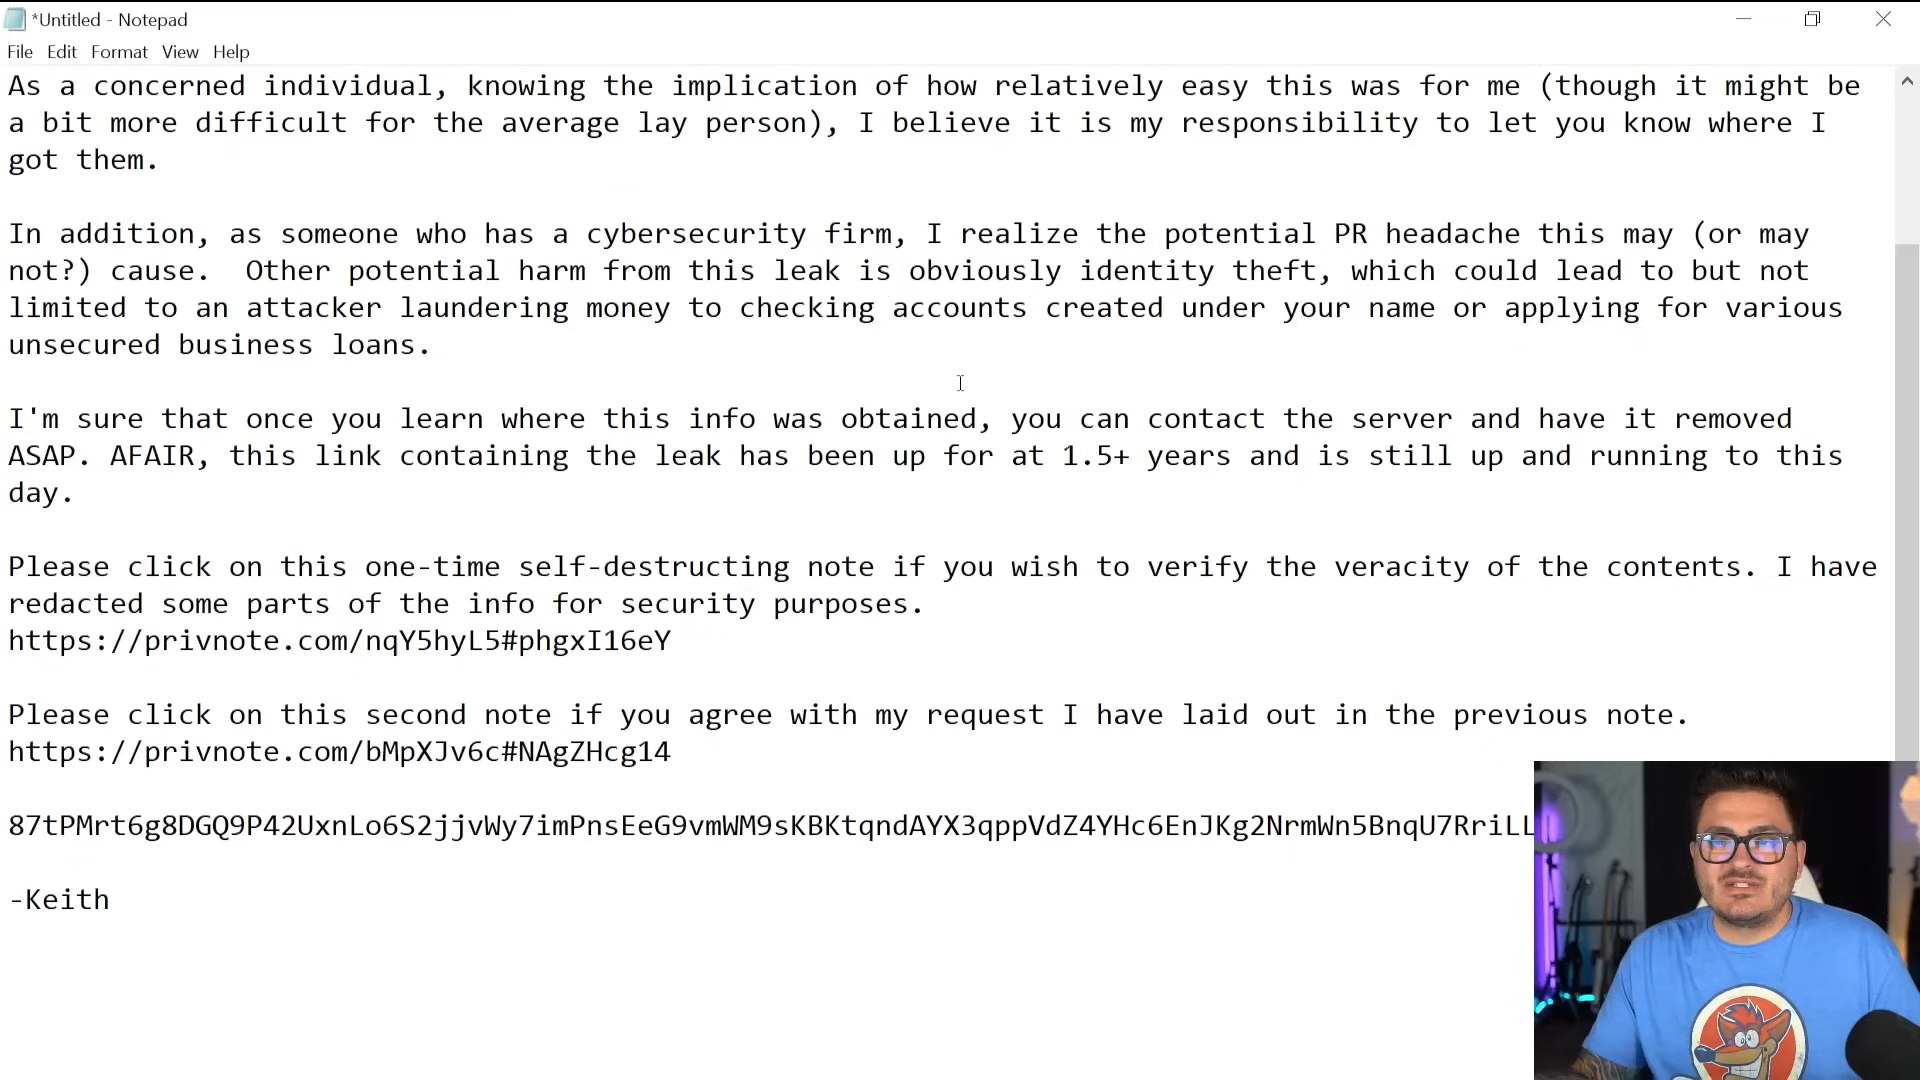 *Untitled - Notepad
File Edit Format View Help
As a concerned individual, knowing the implication of how relatively easy this was for me (though it might be
a bit more difficult for the average lay person), I believe it is my responsibility to let you know where I
got them.
In addition, as someone who has a cybersecurity firm, I realize the potential PR headache this may (or may
not?) cause.  Other potential harm from this leak is obviously identity theft, which could lead to but not
limited to an attacker laundering money to checking accounts created under your name or applying for various
unsecured business loans.
I'm sure that once you learn where this info was obtained, you can contact the server and have it removed
ASAP. AFAIR, this link containing the leak has been up for at 1.5+ years and is still up and running to this
day.
Please click on this one-time self-destructing note if you wish to verify the veracity of the contents. I have
redacted some parts of the info for security purposes.
https://privnote.com/nqY5hyL5#phgxI16eY
Please click on this second note if you agree with my request I have laid out in the previous note.
https://privnote.com/bMpXJv6c#NAgZHcg14
87tPMrt6g8DGQ9P42UxnLo6S2jjvWy7imPnsEeG9vmWM9sKBKtqndAYX3qppVdZ4YHc6EnJKg2NrmWn5BnqU7RriLL
-Keith